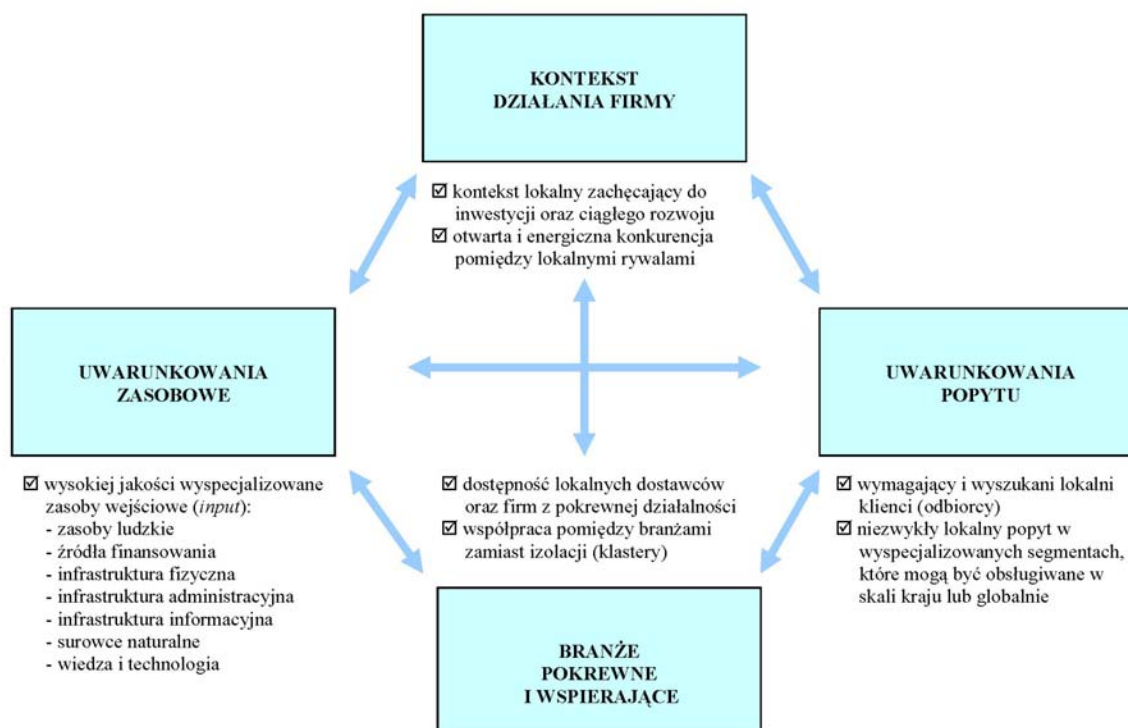 KONTEKST
DZIAŁANIA FIRMY
☑ kontekst lokalny zachęcający do
inwestycji oraz ciągłego rozwoju
☑ otwarta i energiczna konkurencja
pomiędzy lokalnymi rywalami
UWARUNKOWANIA
ZASOBOWE
☑ wysokiej jakości wyspecjalizowane
zasoby wejściowe (input):
- zasoby ludzkie
- źródła finansowania
- infrastruktura fizyczna
- infrastruktura administracyjna
- infrastruktura informacyjna
- surowce naturalne
- wiedza i technologia
UWARUNKOWANIA
POPYTU
☑ wymagający i wyszukani lokalni
klienci (odbiorcy)
☑ niezwykły lokalny popyt w
wyspecjalizowanych segmentach,
które mogą być obsługiwane w
skali kraju lub globalnie
☑ dostępność lokalnych dostawców
oraz firm z pokrewnej działalności
☑ współpraca pomiędzy branżami
zamiast izolacji (klastery)
BRANŻE
POKREWNE
I WSPIERAJĄCE